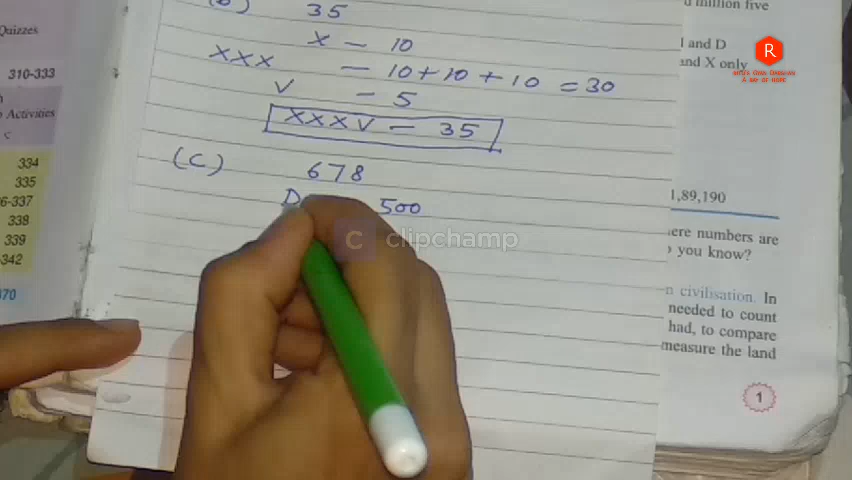 (b) 35
X - 10
XXX - 10+10+10 = 30
V - 5
XXXV - 35
(C) 678
D 500
clipchamp
Quizzes
310-333
Activities
334
335
338
339
million five
and D
and X only
R
1,89,190
numbers are
you know?
civilisation. In
needed to count
had, to compare
measure the land
1